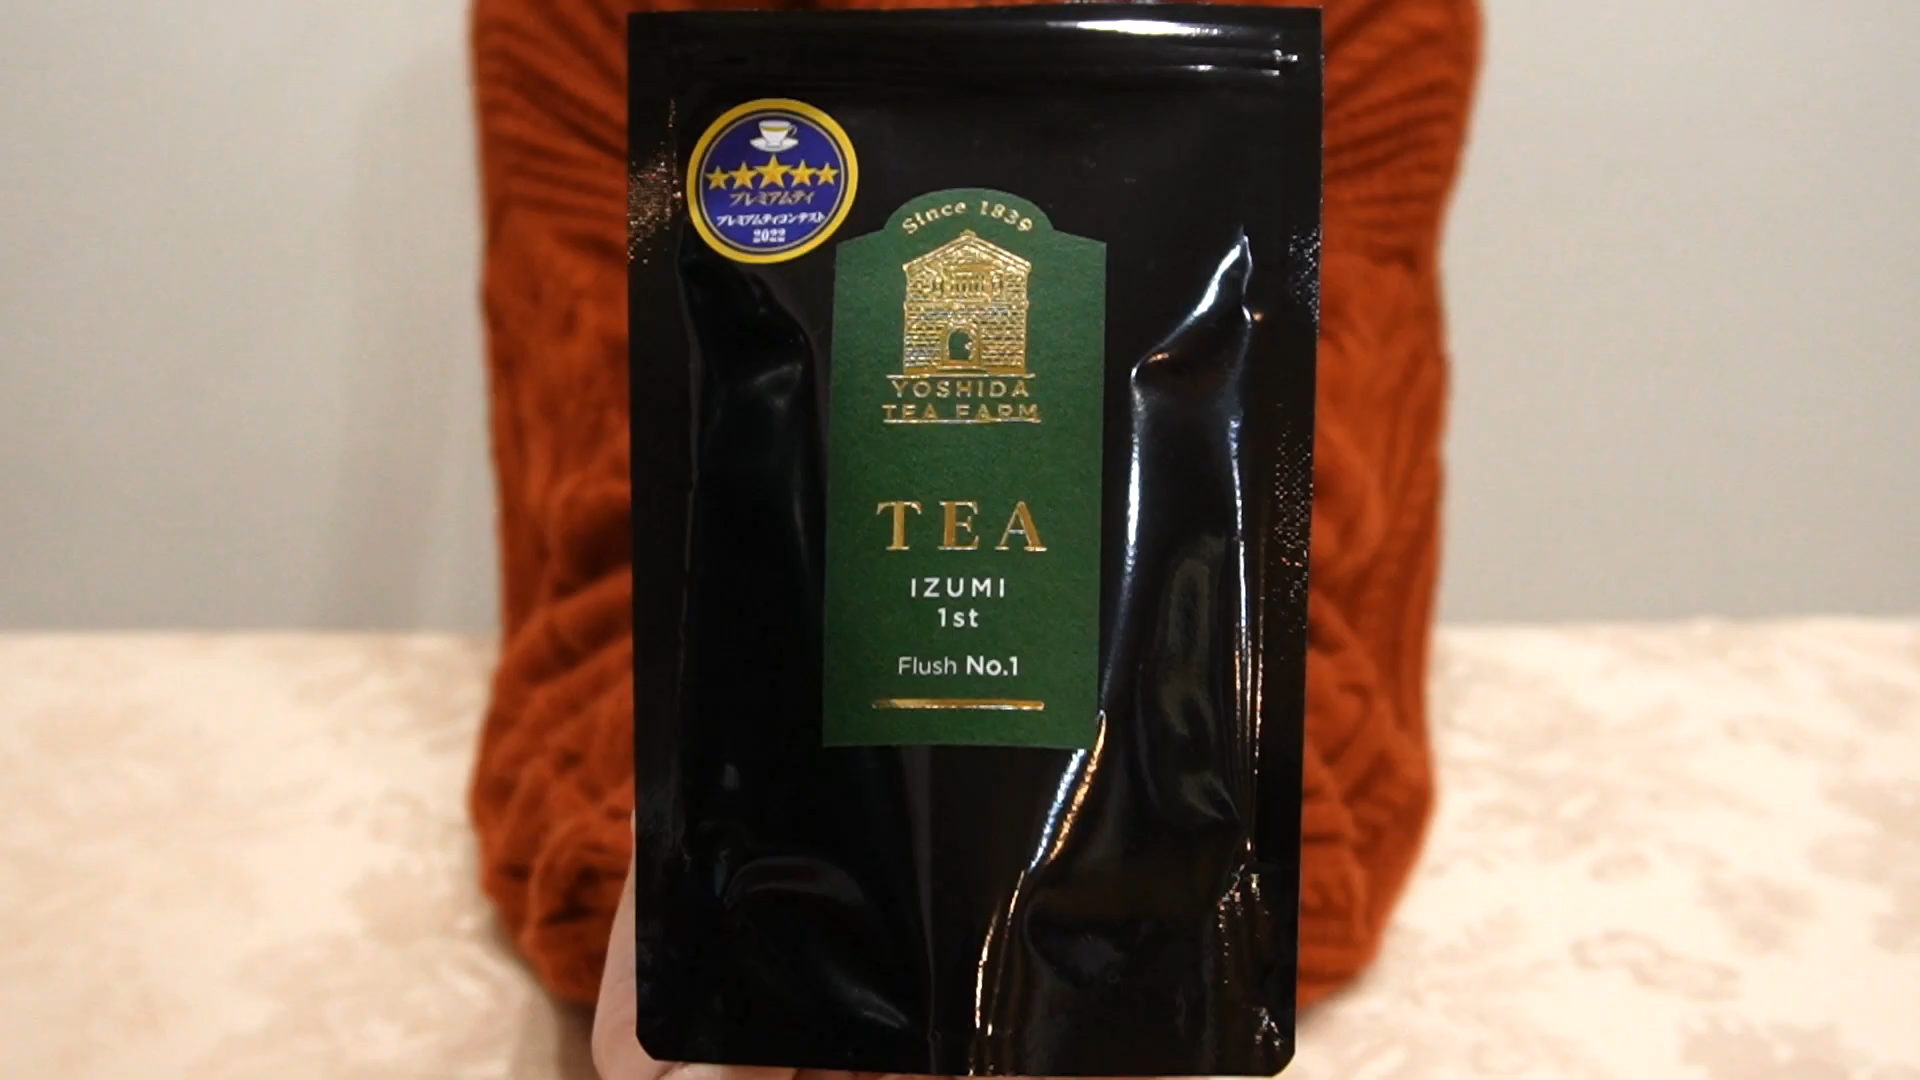 プレミアムティ
プレミアムティコンテスト
2022
Since 1839
YOSHIDA
TEA FARM
TEA
IZUMI
1st
Flush No.1